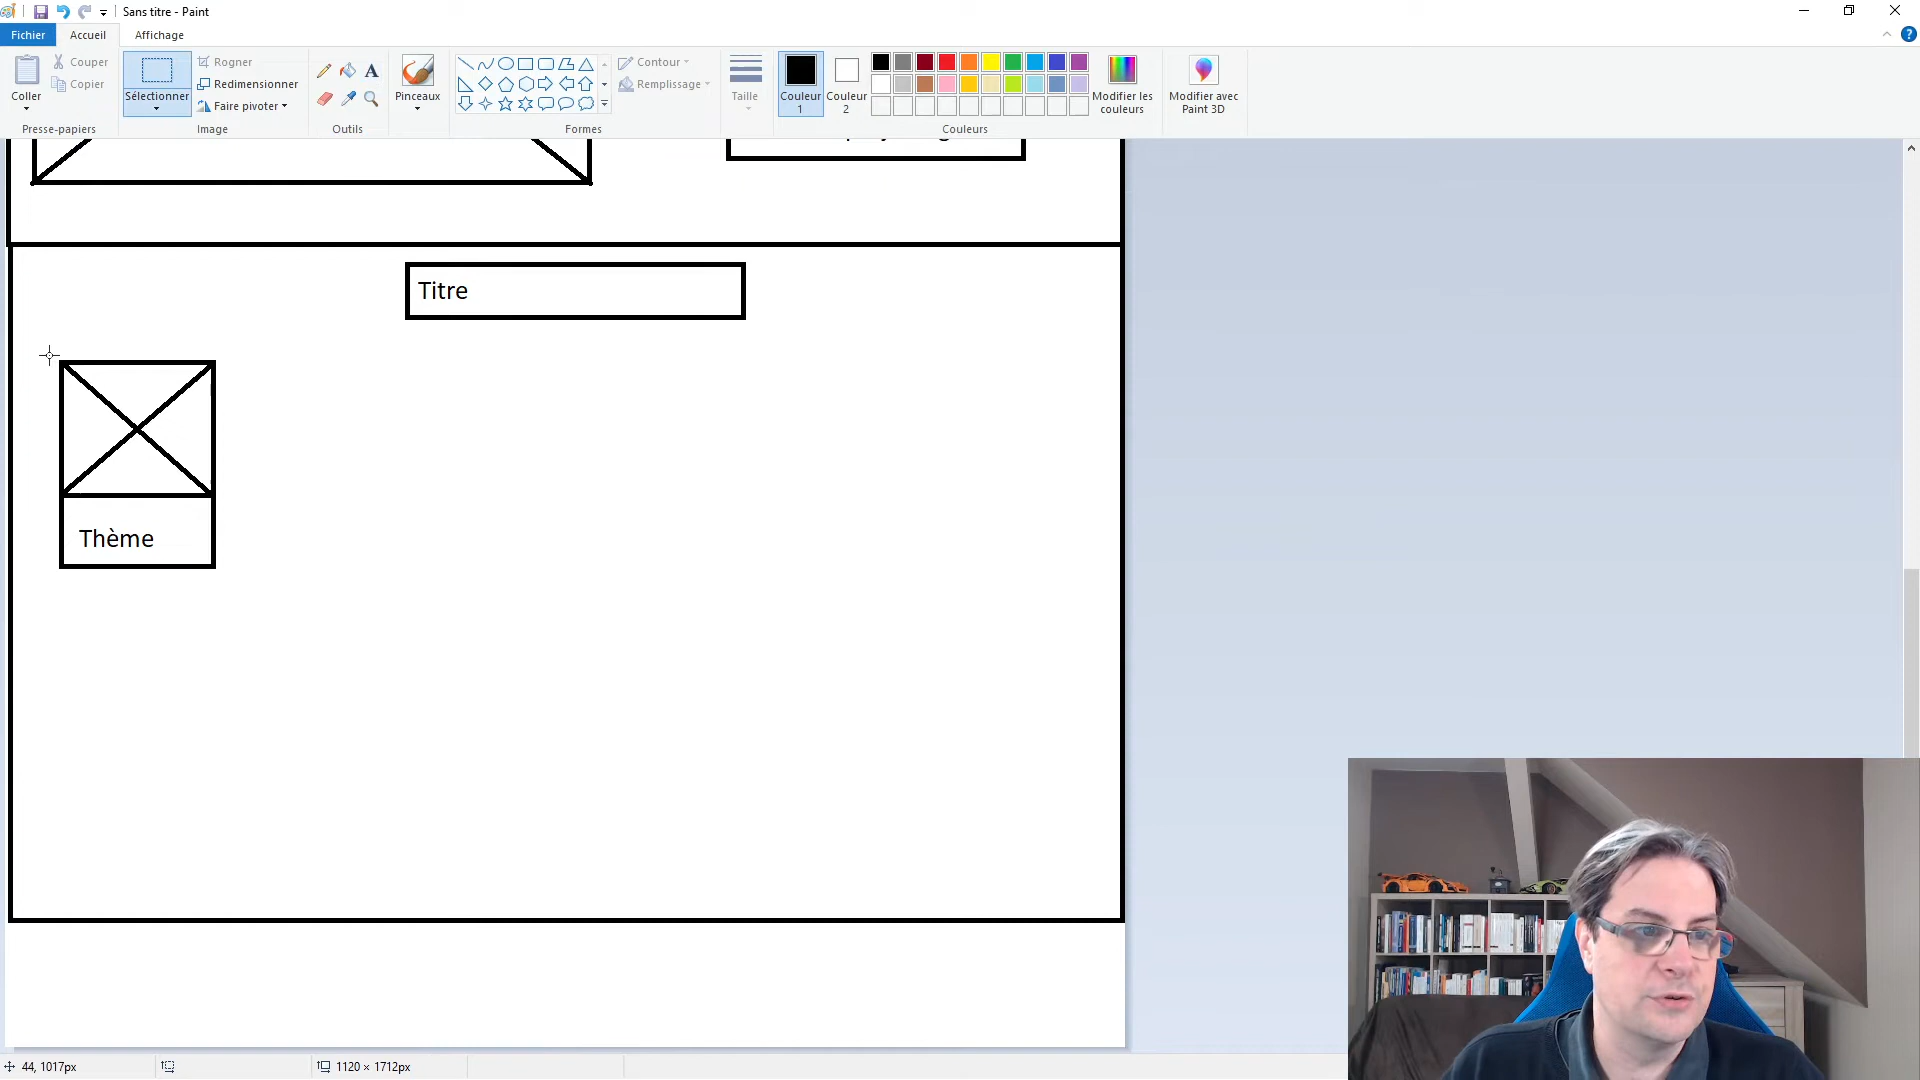 Sans titre - Paint
Fichier
Accueil
Affichage
Coller
Couper
Copier
Presse-papiers
Sélectionner
Rogner
Redimensionner
Faire pivoter
Image
A
Outils
Pinceaux
Contour
Remplissage
Formes
Taille
Couleur
1
Couleur
2
Modifier les
couleurs
Couleurs
Modifier avec
Paint 3D
Titre
Thème
44, 1017px
1120 × 1712px